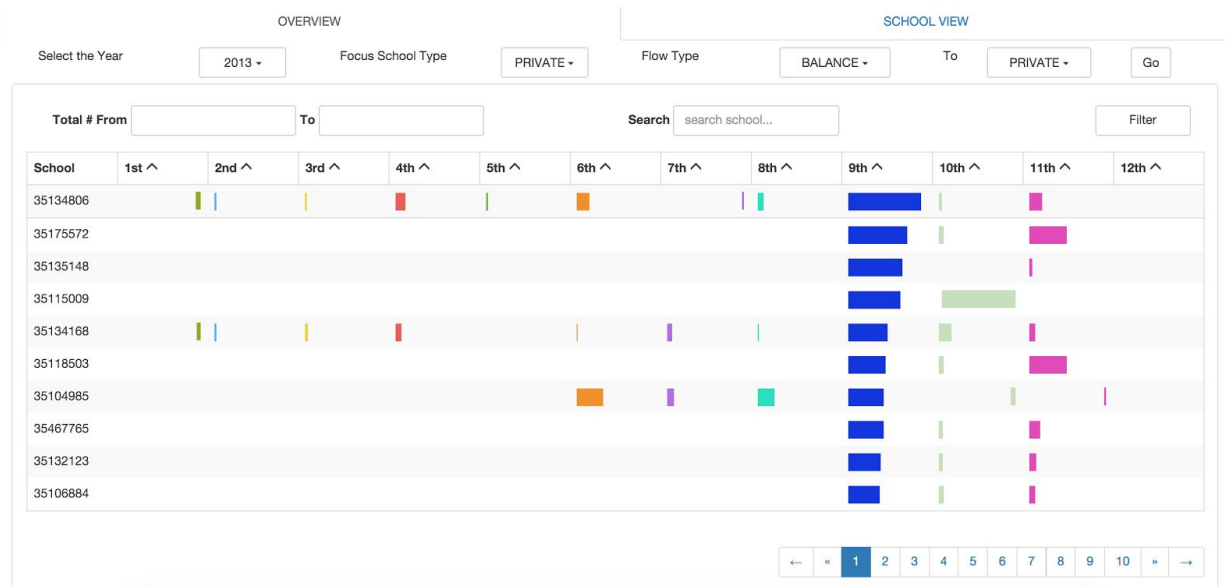 OVERVIEW SCHOOL VIEW
Select the Year 2013 Focus School Type PRIVATE Flow Type BALANCE To PRIVATE Go
Total # From To Search search school... Filter
School 1st 2nd 3rd 4th 5th 6th 7th 8th 9th 10th 11th 12th
35134806
35175572
35135148
35115009
35134168
35118503
35104985
35467765
35132123
35106884
← « 1 2 3 4 5 6 7 8 9 10 » →